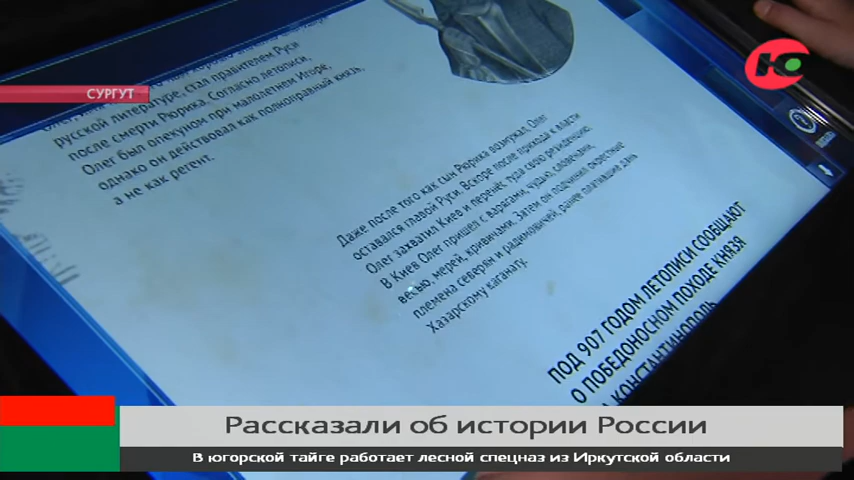 СУРГУТ
русской литературе, стал правителем Руси
после смерти Рюрика. Согласно летописи,
Олег был опекуном при малолетнем Игоре,
однако он действовал как полноправный князь,
а не как регент.
Даже после того как сын Рюрика возмужал, Олег
оставался главой Руси. Вскоре после прихода к власти
Олег захватил Киев и перенёс туда свою резиденцию.
В Киев Олег пришел с варягами, чудью, словенами,
весью, мерей, кривичами. Затем он подчинил окрестные
племена северян и радимовичей, ранее платившие дань
Хазарскому каганату.
ПОД 907 ГОДОМ ЛЕТОПИСИ СООБЩАЮТ
О ПОБЕДОНОСНОМ ПОХОДЕ КНЯЗЯ
КОНСТАНТИНОПОЛЬ
Ю
Рассказали об истории России
В югорской тайге работает лесной спецназ из Иркутской области